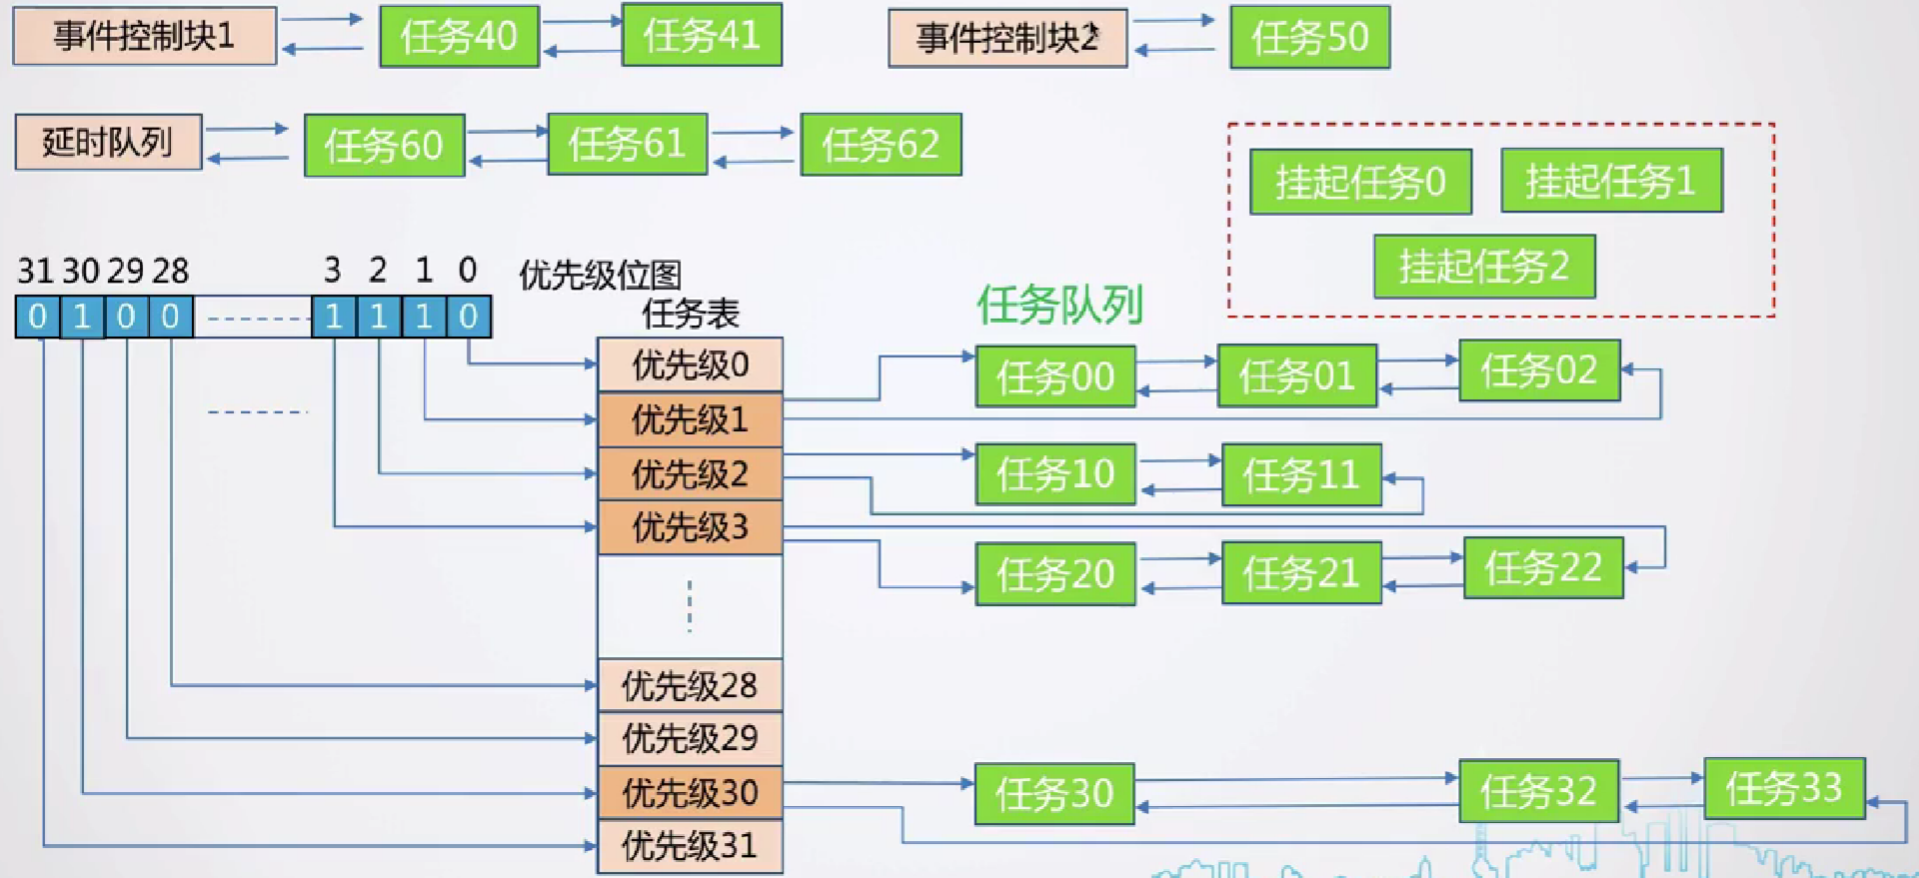 事件控制块1 任务40 任务41 事件控制块2 任务50
延时队列 任务60 任务61 任务62
挂起任务0 挂起任务1
挂起任务2
31 30 29 28 3 2 1 0 优先级位图
0 1 0 0 1 1 1 0 任务表 任务队列
优先级0 任务00 任务01 任务02
优先级1
优先级2 任务10 任务11
优先级3
任务20 任务21 任务22
优先级28
优先级29
优先级30 任务30 任务32 任务33
优先级31